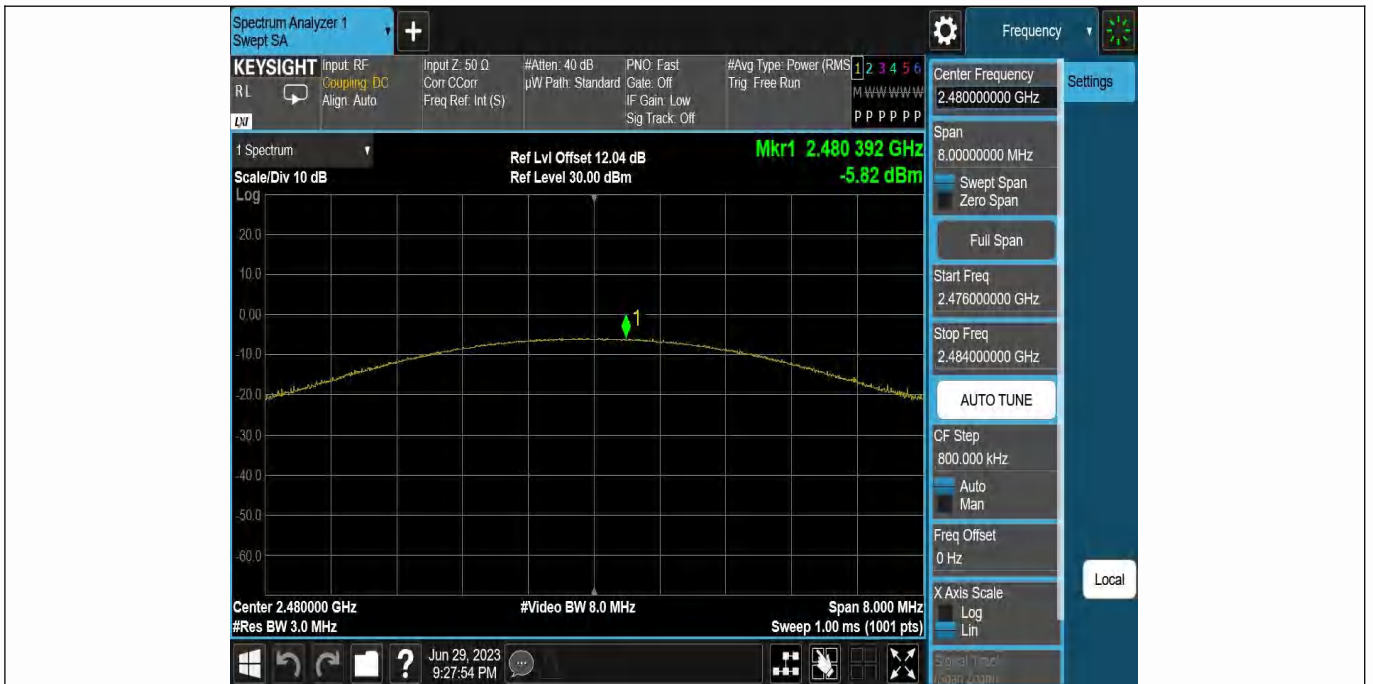 Spectrum Analyzer 1
Swept SA
+
Frequency
KEYSIGHT
RL
LXI
Input: RF
Coupling: DC
Align: Auto
Input Z: 50 Ω
Corr CCorr
Freq Ref: Int (S)
#Atten: 40 dB
µW Path: Standard
PNO: Fast
Gate: Off
IF Gain: Low
Sig Track: Off
#Avg Type: Power (RMS
Trig: Free Run
1 2 3 4 5 6
M W W W W W
P P P P P P
1 Spectrum
Scale/Div 10 dB
Ref Lvl Offset 12.04 dB
Ref Level 30.00 dBm
Mkr1 2.480 392 GHz
-5.82 dBm
Log
20.0
10.0
0.00
-10.0
-20.0
-30.0
-40.0
-50.0
-60.0
1
Center 2.480000 GHz
#Res BW 3.0 MHz
#Video BW 8.0 MHz
Span 8.000 MHz
Sweep 1.00 ms (1001 pts)
Center Frequency
2.480000000 GHz
Span
8.00000000 MHz
Swept Span
Zero Span
Full Span
Start Freq
2.476000000 GHz
Stop Freq
2.484000000 GHz
AUTO TUNE
CF Step
800.000 kHz
Auto
Man
Freq Offset
0 Hz
X Axis Scale
Log
Lin
Signal Track
(Span Zoom)
Settings
Local
?
Jun 29, 2023
9:27:54 PM